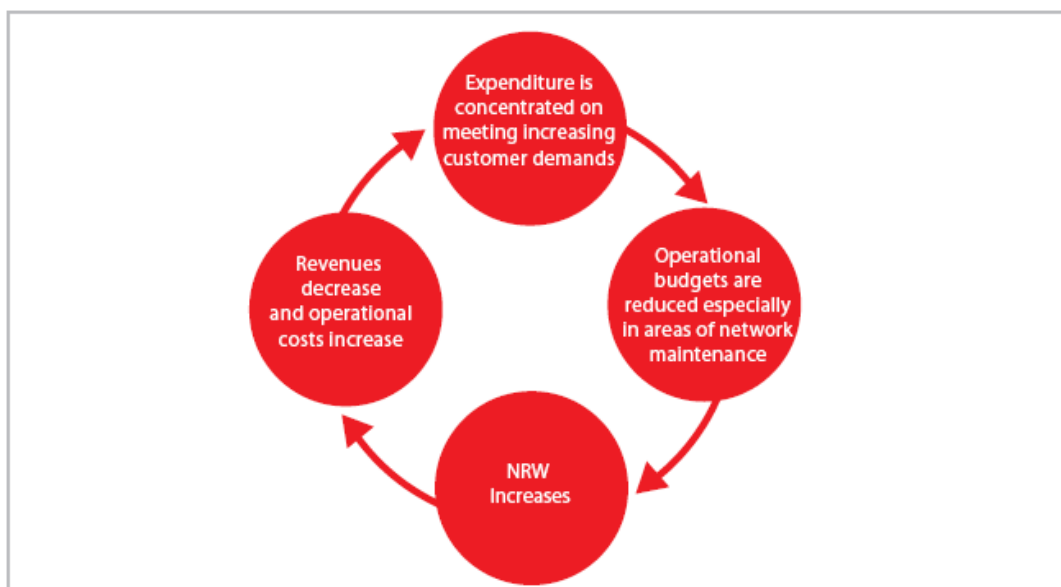 Expenditure is
concentrated on
meeting increasing
customer demands
Operational
budgets are
reduced especially
in areas of network
maintenance
NRW
Increases
Revenues
decrease
and operational
costs increase